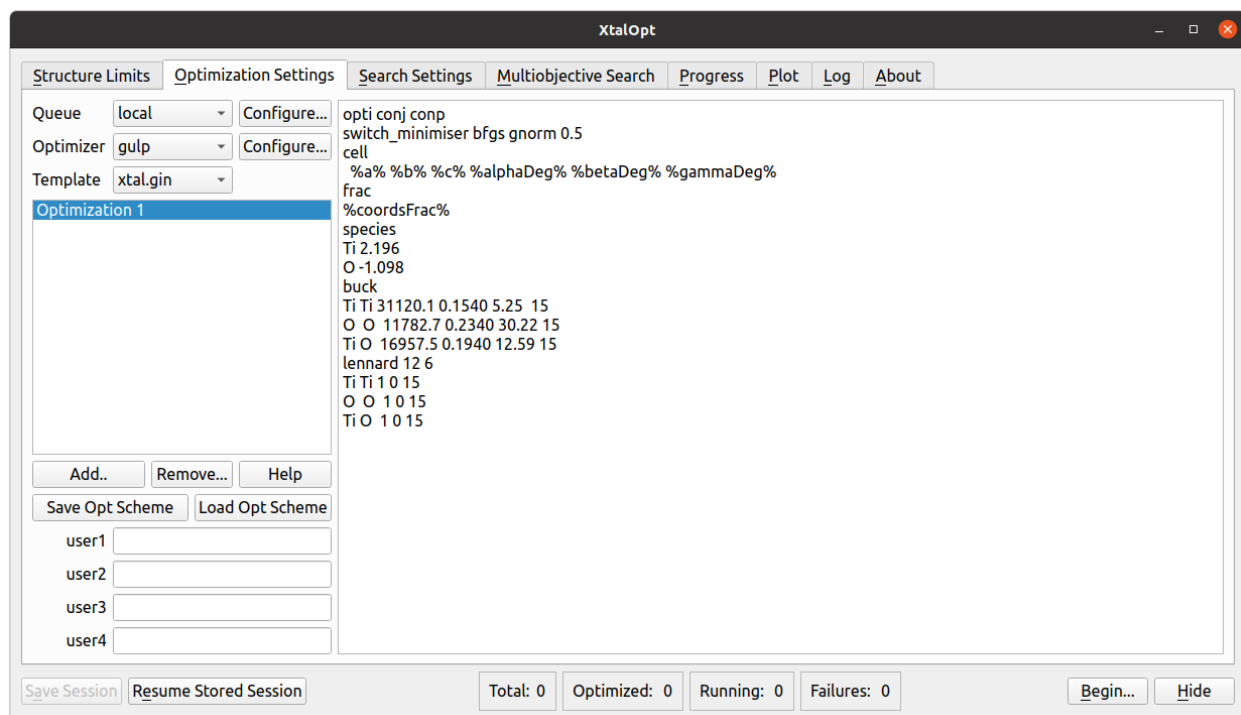 XtalOpt
Structure Limits Optimization Settings Search Settings Multiobjective Search Progress Plot Log About
Queue local Configure...
Optimizer gulp Configure...
Template xtal.gin
Optimization 1
Add.. Remove... Help
Save Opt Scheme Load Opt Scheme
user1
user2
user3
user4
opti conj conp
switch_minimiser bfgs gnorm 0.5
cell
%a% %b% %c% %alphaDeg% %betaDeg% %gammaDeg%
frac
%coordsFrac%
species
Ti 2.196
O -1.098
buck
Ti Ti 31120.1 0.1540 5.25  15
O  O  11782.7 0.2340 30.22 15
Ti O  16957.5 0.1940 12.59 15
lennard 12 6
Ti Ti 1 0 15
O  O  1 0 15
Ti O  1 0 15
Save Session Resume Stored Session Total: 0 Optimized: 0 Running: 0 Failures: 0 Begin... Hide